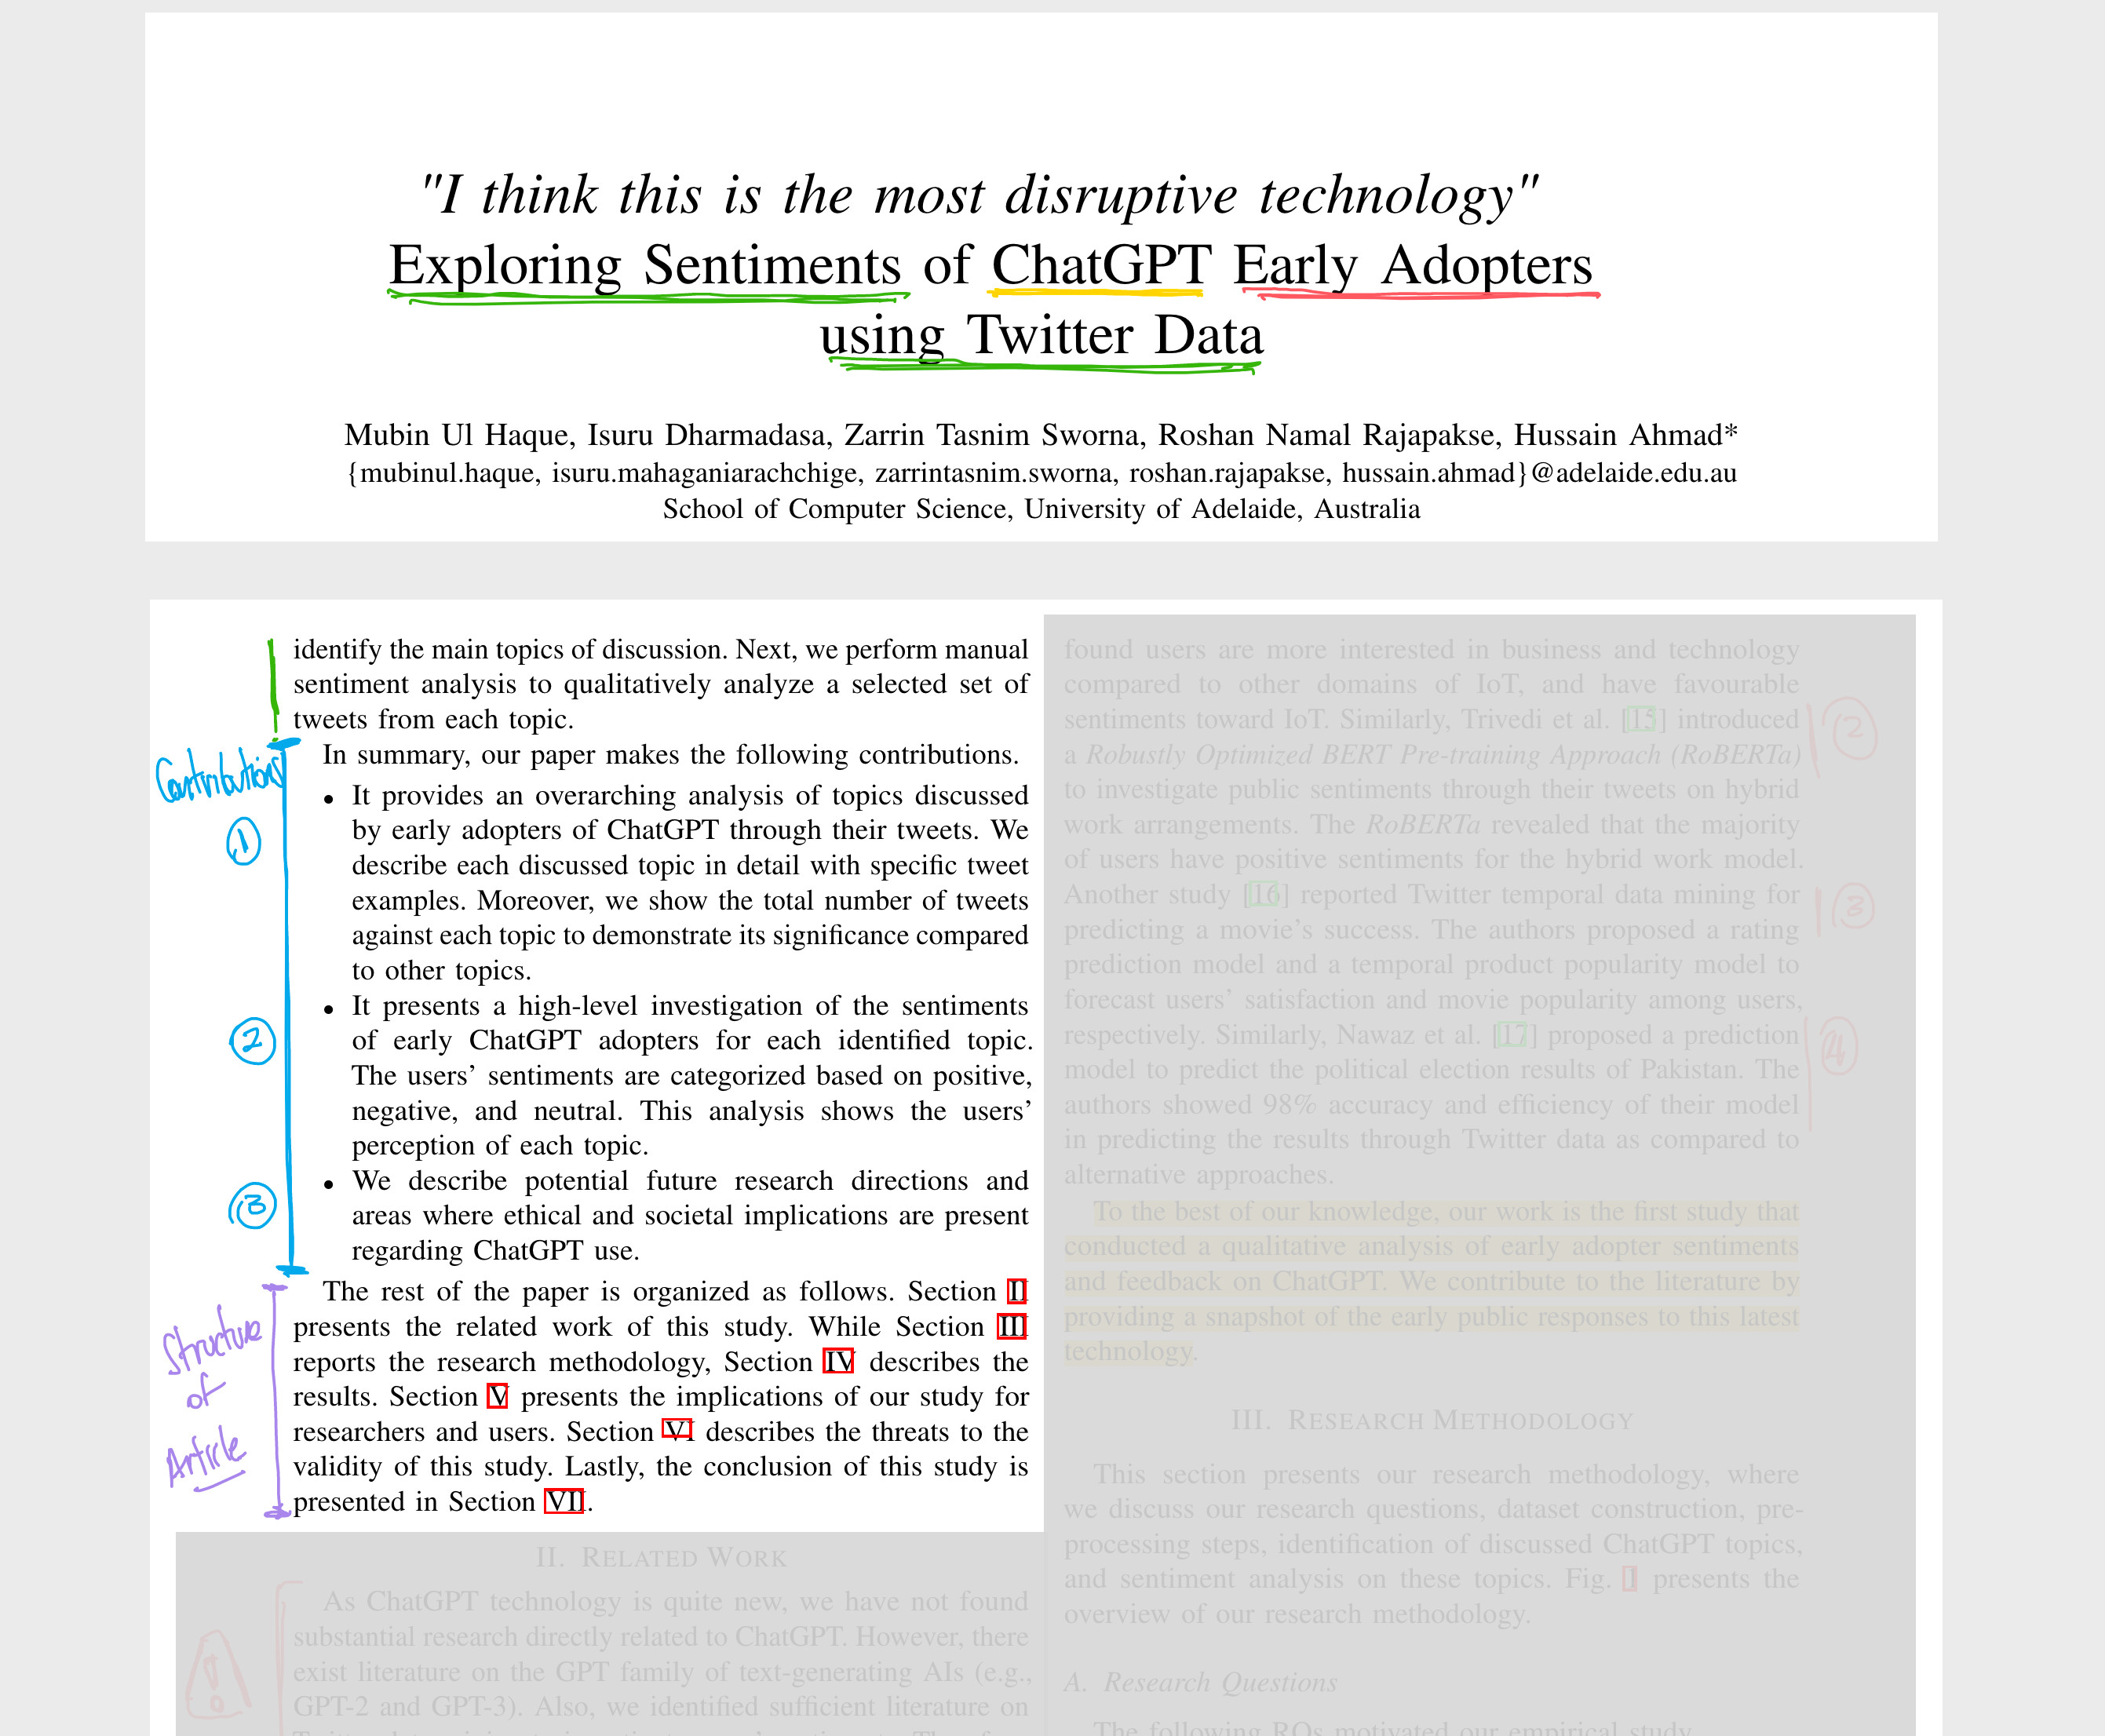 "I think this is the most disruptive technology"
Exploring Sentiments of ChatGPT Early Adopters
using Twitter Data
Mubin Ul Haque, Isuru Dharmadasa, Zarrin Tasnim Sworna, Roshan Namal Rajapakse, Hussain Ahmad*
{mubinul.haque, isuru.mahaganiarachchige, zarrintasnim.sworna, roshan.rajapakse, hussain.ahmad}@adelaide.edu.au
School of Computer Science, University of Adelaide, Australia
identify the main topics of discussion. Next, we perform manual
sentiment analysis to qualitatively analyze a selected set of
tweets from each topic.
Contributions
In summary, our paper makes the following contributions.
①
• It provides an overarching analysis of topics discussed
by early adopters of ChatGPT through their tweets. We
describe each discussed topic in detail with specific tweet
examples. Moreover, we show the total number of tweets
against each topic to demonstrate its significance compared
to other topics.
②
• It presents a high-level investigation of the sentiments
of early ChatGPT adopters for each identified topic.
The users' sentiments are categorized based on positive,
negative, and neutral. This analysis shows the users'
perception of each topic.
③
• We describe potential future research directions and
areas where ethical and societal implications are present
regarding ChatGPT use.
Structure
of
Article
The rest of the paper is organized as follows. Section II
presents the related work of this study. While Section III
reports the research methodology, Section IV describes the
results. Section V presents the implications of our study for
researchers and users. Section VI describes the threats to the
validity of this study. Lastly, the conclusion of this study is
presented in Section VII.
II. RELATED WORK
As ChatGPT technology is quite new, we have not found
substantial research directly related to ChatGPT. However, there
exist literature on the GPT family of text-generating AIs (e.g.,
GPT-2 and GPT-3). Also, we identified sufficient literature on
found users are more interested in business and technology
compared to other domains of IoT, and have favourable
sentiments toward IoT. Similarly, Trivedi et al. [15] introduced
②
a Robustly Optimized BERT Pre-training Approach (RoBERTa)
to investigate public sentiments through their tweets on hybrid
work arrangements. The RoBERTa revealed that the majority
of users have positive sentiments for the hybrid work model.
Another study [16] reported Twitter temporal data mining for
③
predicting a movie's success. The authors proposed a rating
prediction model and a temporal product popularity model to
forecast users' satisfaction and movie popularity among users,
respectively. Similarly, Nawaz et al. [17] proposed a prediction
④
model to predict the political election results of Pakistan. The
authors showed 98% accuracy and efficiency of their model
in predicting the results through Twitter data as compared to
alternative approaches.
To the best of our knowledge, our work is the first study that
conducted a qualitative analysis of early adopter sentiments
and feedback on ChatGPT. We contribute to the literature by
providing a snapshot of the early public responses to this latest
technology.
III. RESEARCH METHODOLOGY
This section presents our research methodology, where
we discuss our research questions, dataset construction, pre-
processing steps, identification of discussed ChatGPT topics,
and sentiment analysis on these topics. Fig. 1 presents the
overview of our research methodology.
A. Research Questions
The following RQs motivated our empirical study.